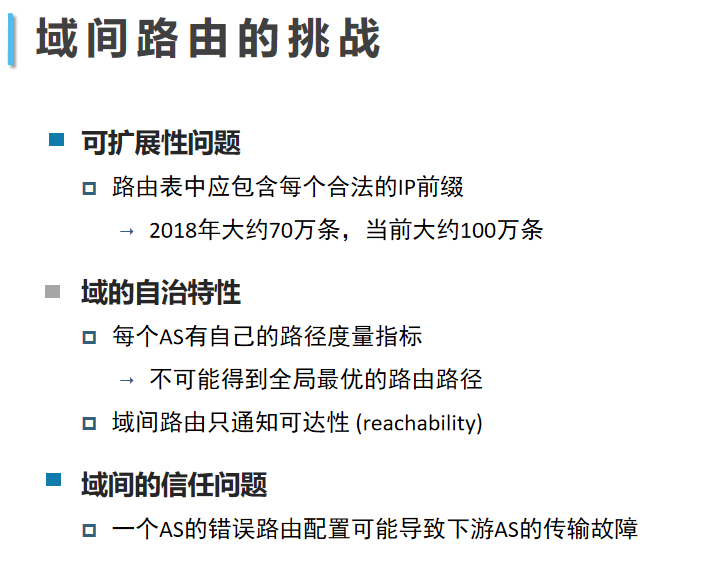 域间路由的挑战
可扩展性问题
路由表中应包含每个合法的IP前缀
→ 2018年大约70万条，当前大约100万条
域的自治特性
每个AS有自己的路径度量指标
→ 不可能得到全局最优的路由路径
域间路由只通知可达性 (reachability)
域间的信任问题
一个AS的错误路由配置可能导致下游AS的传输故障